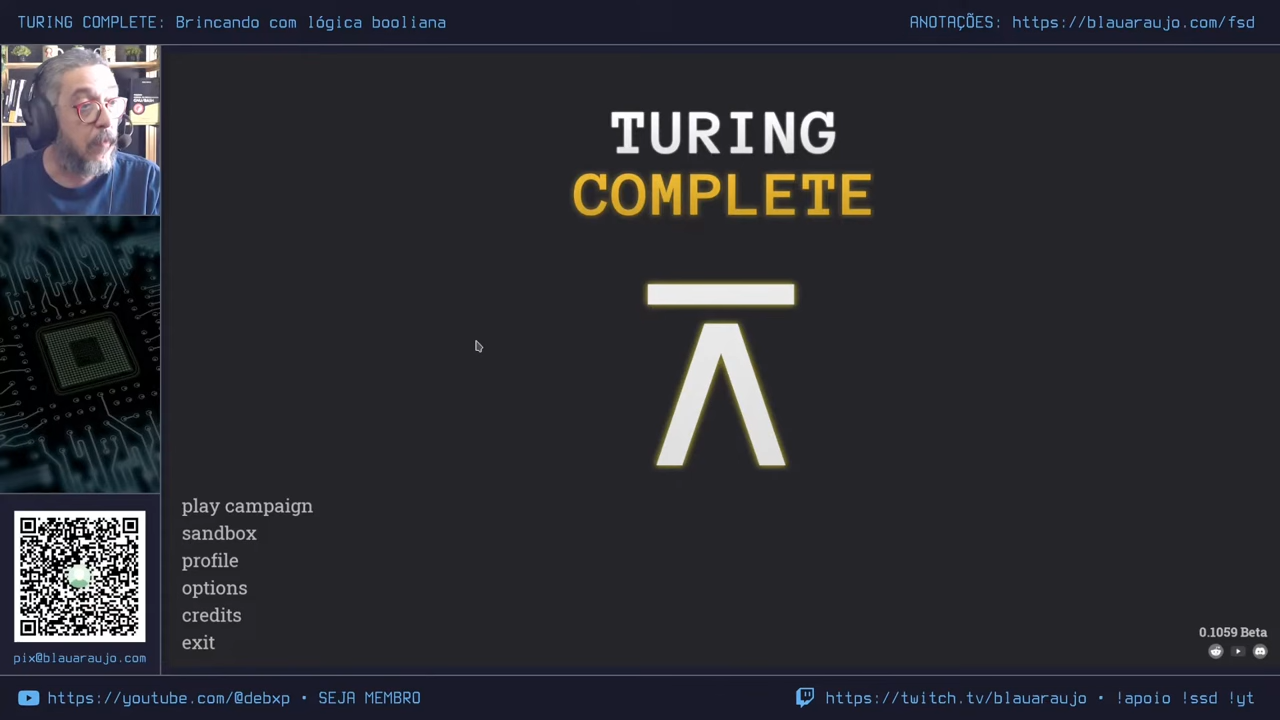 TURING COMPLETE: Brincando com lógica booliana
ANOTAÇÕES: https://blauaraujo.com/fsd
TURING
COMPLETE
play campaign
sandbox
profile
options
credits
exit
0.1059 Beta
pix@blauaraujo.com
https://youtube.com/@debxp • SEJA MEMBRO
https://twitch.tv/blauaraujo • !apoio !ssd !yt